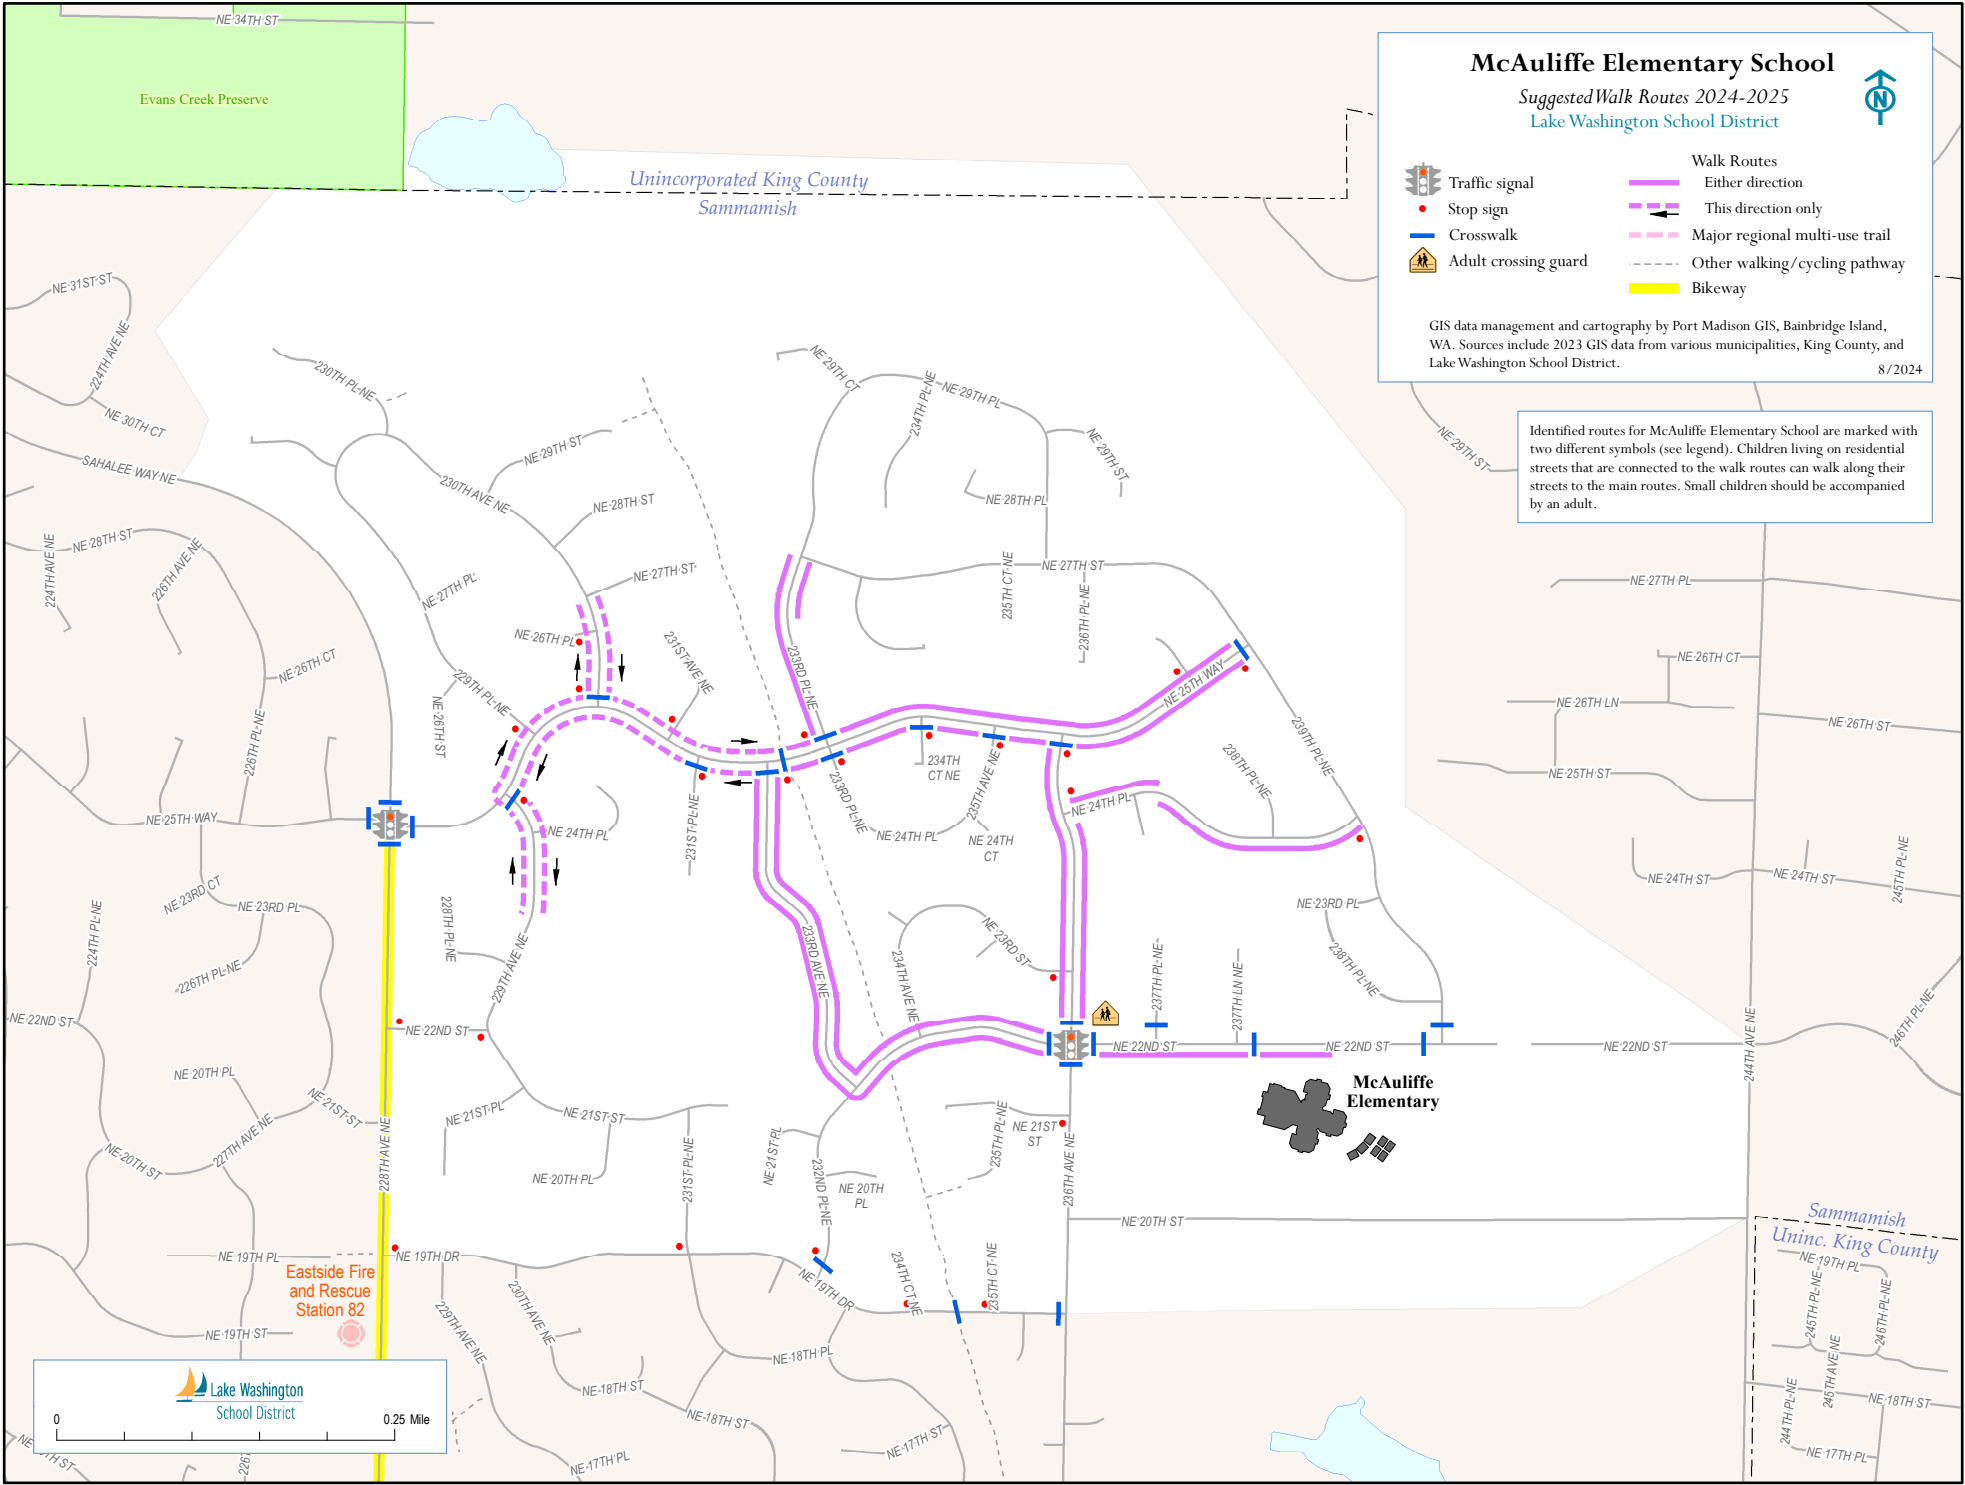 McAuliffe Elementary School
Suggested Walk Routes 2024-2025
Lake Washington School District
N
Traffic signal
Stop sign
Crosswalk
Adult crossing guard
Walk Routes
Either direction
This direction only
Major regional multi-use trail
Other walking/cycling pathway
Bikeway
GIS data management and cartography by Port Madison GIS, Bainbridge Island,
WA. Sources include 2023 GIS data from various municipalities, King County, and
Lake Washington School District.
8/2024
Identified routes for McAuliffe Elementary School are marked with
two different symbols (see legend). Children living on residential
streets that are connected to the walk routes can walk along their
streets to the main routes. Small children should be accompanied
by an adult.
NE 34TH ST
Evans Creek Preserve
Unincorporated King County
Sammamish
NE 31ST ST
224TH AVE NE
NE 30TH CT
SAHALEE WAY NE
230TH PL NE
NE 29TH ST
230TH AVE NE
NE 28TH ST
NE 27TH ST
NE 29TH CT
234TH PL NE
NE 29TH PL
NE 29TH ST
NE 28TH PL
NE 29TH ST
224TH AVE NE
NE 28TH ST
226TH AVE NE
NE 27TH PL
NE 26TH PL
231ST AVE NE
235TH CT NE
NE 27TH ST
236TH PL NE
NE 27TH PL
NE 26TH CT
NE 26TH CT
229TH PL NE
NE 26TH ST
226TH PL NE
233RD PL NE
NE 25TH WAY
239TH PL NE
NE 26TH LN
NE 26TH ST
NE 25TH ST
234TH
CT NE
235TH AVE NE
238TH PL NE
233RD PL NE
NE 25TH WAY
NE 24TH PL
231ST PL NE
NE 24TH PL
NE 24TH
CT
NE 24TH PL
NE 24TH ST
NE 24TH ST
245TH PL NE
NE 23RD CT
NE 23RD PL
224TH PL NE
226TH PL NE
228TH PL NE
229TH AVE NE
233RD AVE NE
234TH AVE NE
NE 23RD ST
237TH PL NE
237TH LN NE
NE 23RD PL
238TH PL NE
NE 22ND ST
NE 22ND ST
NE 22ND ST
NE 22ND ST
NE 22ND ST
244TH AVE NE
246TH PL NE
McAuliffe
Elementary
NE 20TH PL
NE 21ST ST
227TH AVE NE
NE 20TH ST
228TH AVE NE
NE 21ST PL
NE 21ST ST
NE 20TH PL
231ST PL NE
NE 21ST PL
232ND PL NE
NE 20TH
PL
235TH PL NE
NE 21ST
ST
236TH AVE NE
NE 20TH ST
Sammamish
Uninc. King County
NE 19TH PL
NE 19TH DR
Eastside Fire
and Rescue
Station 82
NE 19TH ST
229TH AVE NE
230TH AVE NE
NE 19TH DR
234TH CT NE
235TH CT NE
NE 18TH PL
NE 18TH ST
NE 18TH ST
NE 17TH ST
NE 17TH PL
NE 19TH PL
245TH PL NE
246TH PL NE
245TH AVE NE
244TH PL NE
NE 18TH ST
NE 17TH PL
Lake Washington
School District
0
0.25 Mile